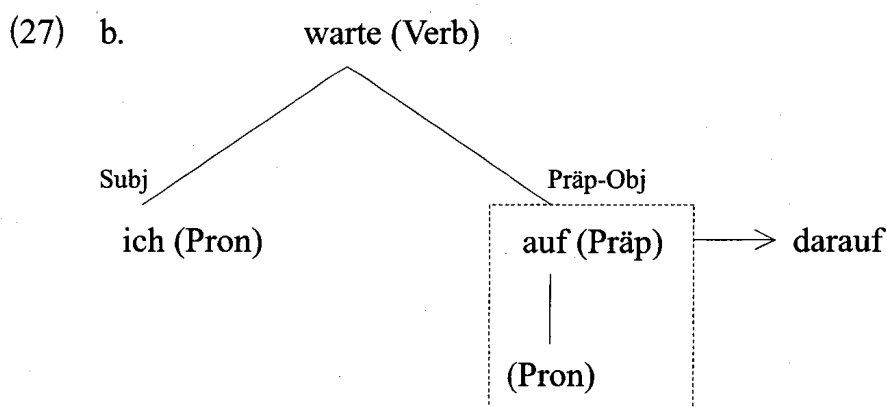 (27) b. warte (Verb)
Subj Präp-Obj
ich (Pron) auf (Präp) darauf
(Pron)